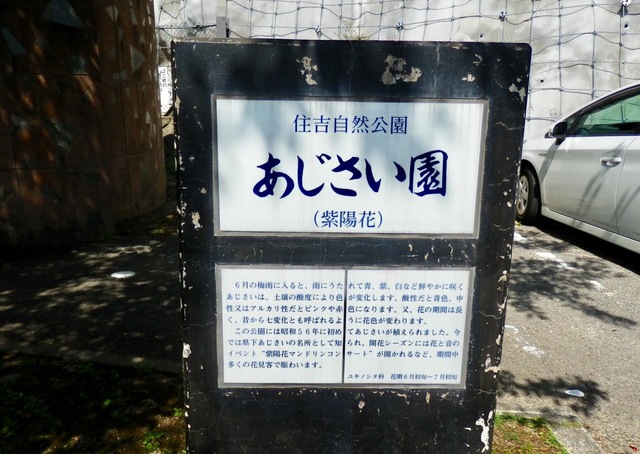 住吉自然公園
あじさい園
（紫陽花）
６月の梅雨に入ると、雨にうたれて青、紫、白など鮮やかに咲く
あじさいは、土壌の酸度により色が変化します。酸性だと青色、中
性又はアルカリ性だとピンクや赤色になります。又、花の期間は長
く、昔から七変化とも呼ばれるように花色が変わります。
この公園には昭和５６年に初めてあじさいが植えられました。今
では県下あじさいの名所として知られ、開花シーズンには花と音の
イベント“紫陽花マンドリンコンサート”が開かれるなど、期間中
多くの花見客で賑わいます。
ユキノシタ科　花期６月初旬～７月初旬